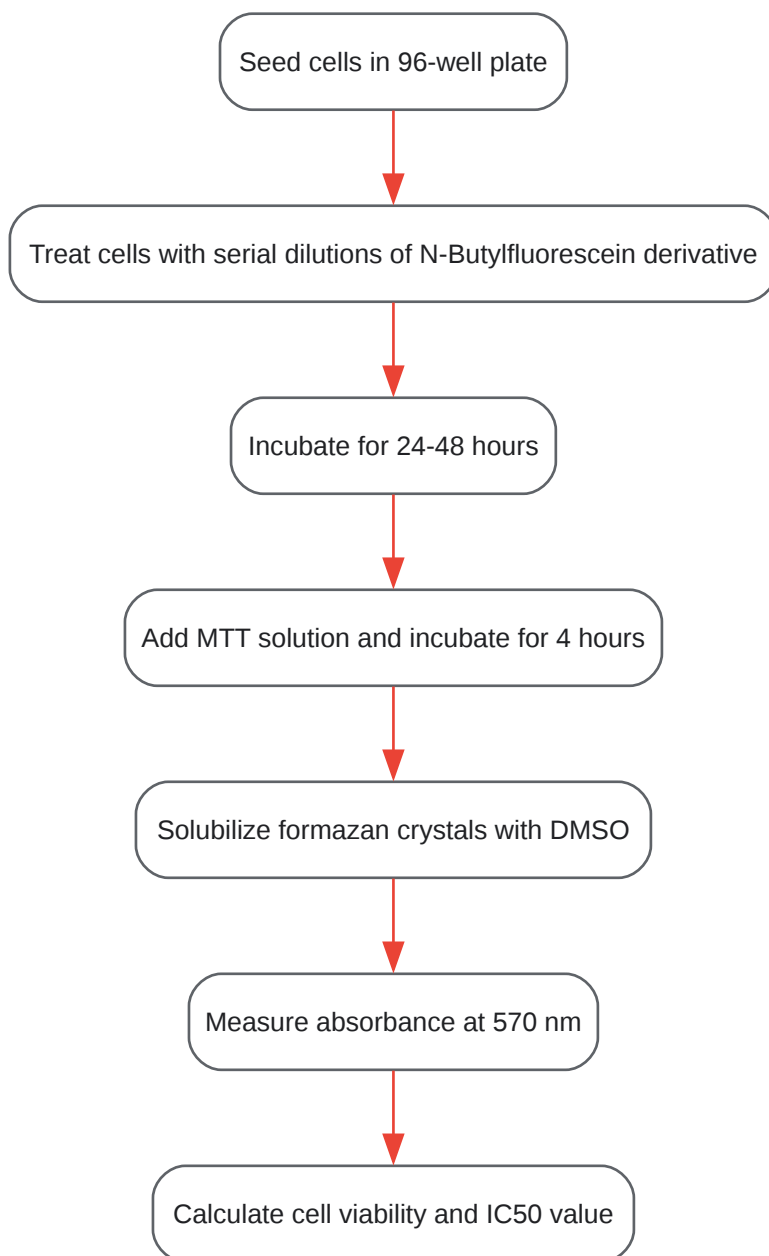 Seed cells in 96-well plate
Treat cells with serial dilutions of N-Butylfluorescein derivative
Incubate for 24-48 hours
Add MTT solution and incubate for 4 hours
Solubilize formazan crystals with DMSO
Measure absorbance at 570 nm
Calculate cell viability and IC50 value